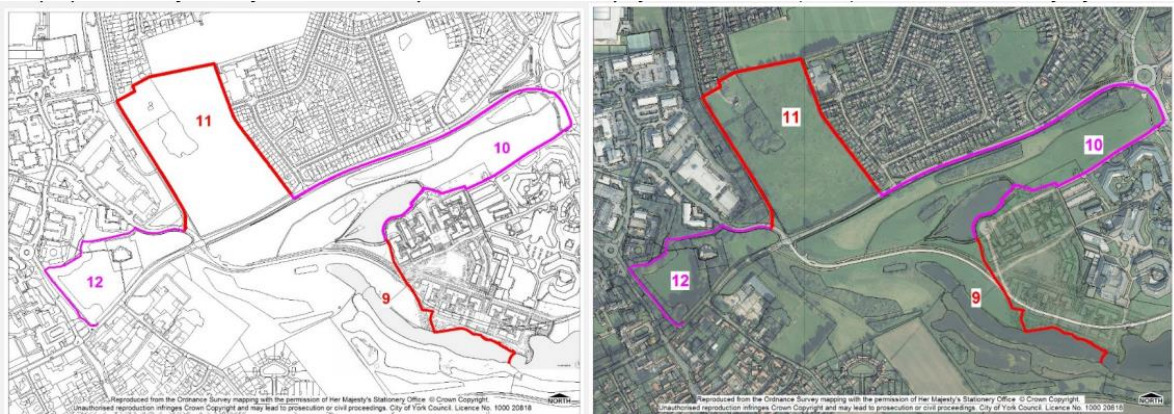 11
10
12
9
Reproduced from the Ordnance Survey mapping with the permission of Her Majesty's Stationery Office © Crown Copyright.
Unauthorised reproduction infringes Crown Copyright and may lead to prosecution or civil proceedings. City of York Council. Licence No. 1000 20818
NORTH
11
10
12
9
Reproduced from the Ordnance Survey mapping with the permission of Her Majesty's Stationery Office © Crown Copyright.
Unauthorised reproduction infringes Crown Copyright and may lead to prosecution or civil proceedings. City of York Council. Licence No. 1000 20818
NORTH